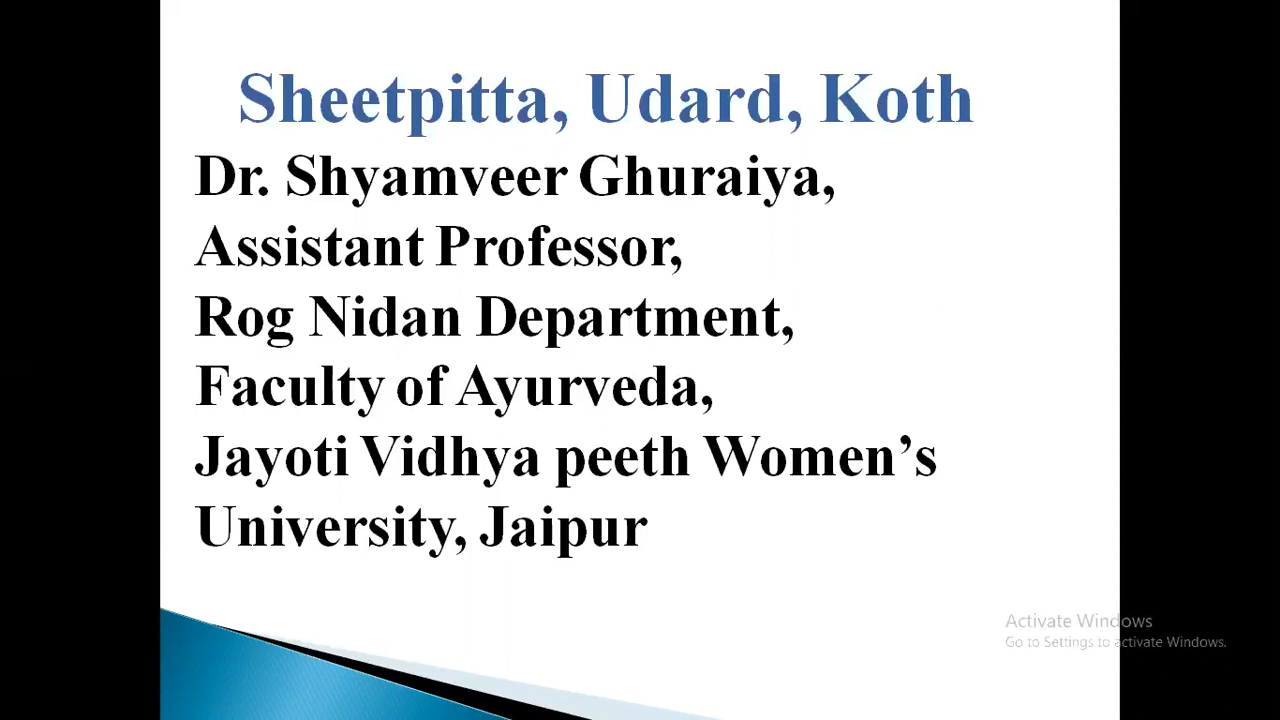 Sheetpitta, Udard, Koth
Dr. Shyamveer Ghuraiya,
Assistant Professor,
Rog Nidan Department,
Faculty of Ayurveda,
Jayoti Vidhya peeth Women’s
University, Jaipur
Activate Windows
Go to Settings to activate Windows.